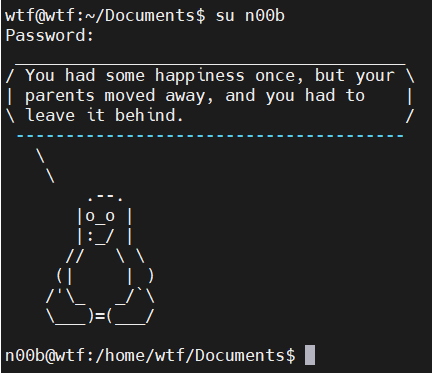 wtf@wtf:~/Documents$ su n00b
Password:
 _______________________________________
/ You had some happiness once, but your \
| parents moved away, and you had to    |
\ leave it behind.                      /
 ---------------------------------------
   \
    \
        .--.
       |o_o |
       |:_/ |
      //   \ \
     (|     | )
    /'\_   _/`\
    \___)=(___/

n00b@wtf:/home/wtf/Documents$